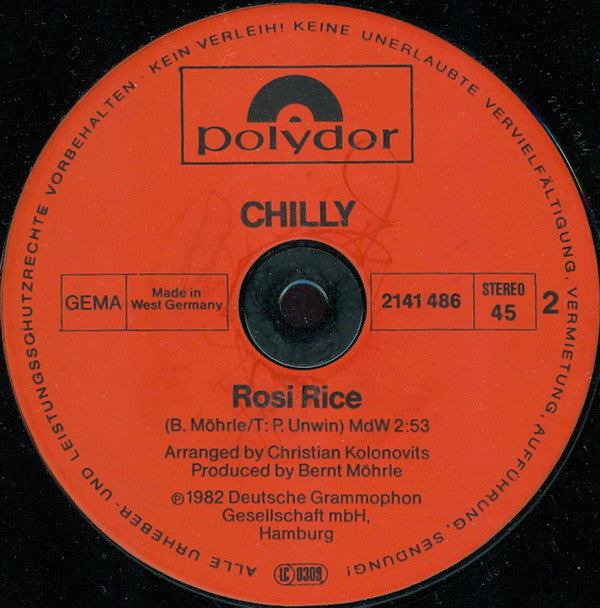 ALLE URHEBER- UND LEISTUNGSSCHUTZRECHTE VORBEHALTEN. KEIN VERLEIH! KEINE UNERLAUBTE VERVIELFÄLTIGUNG, VERMIETUNG, AUFFÜHRUNG, SENDUNG!
polydor
CHILLY
GEMA
Made in
West Germany
2141 486
STEREO
45
2
Rosi Rice
(B. Möhrle/T: P. Unwin) MdW 2:53
Arranged by Christian Kolonovits
Produced by Bernt Möhrle
℗1982 Deutsche Grammophon
Gesellschaft mbH,
Hamburg
LC 0309